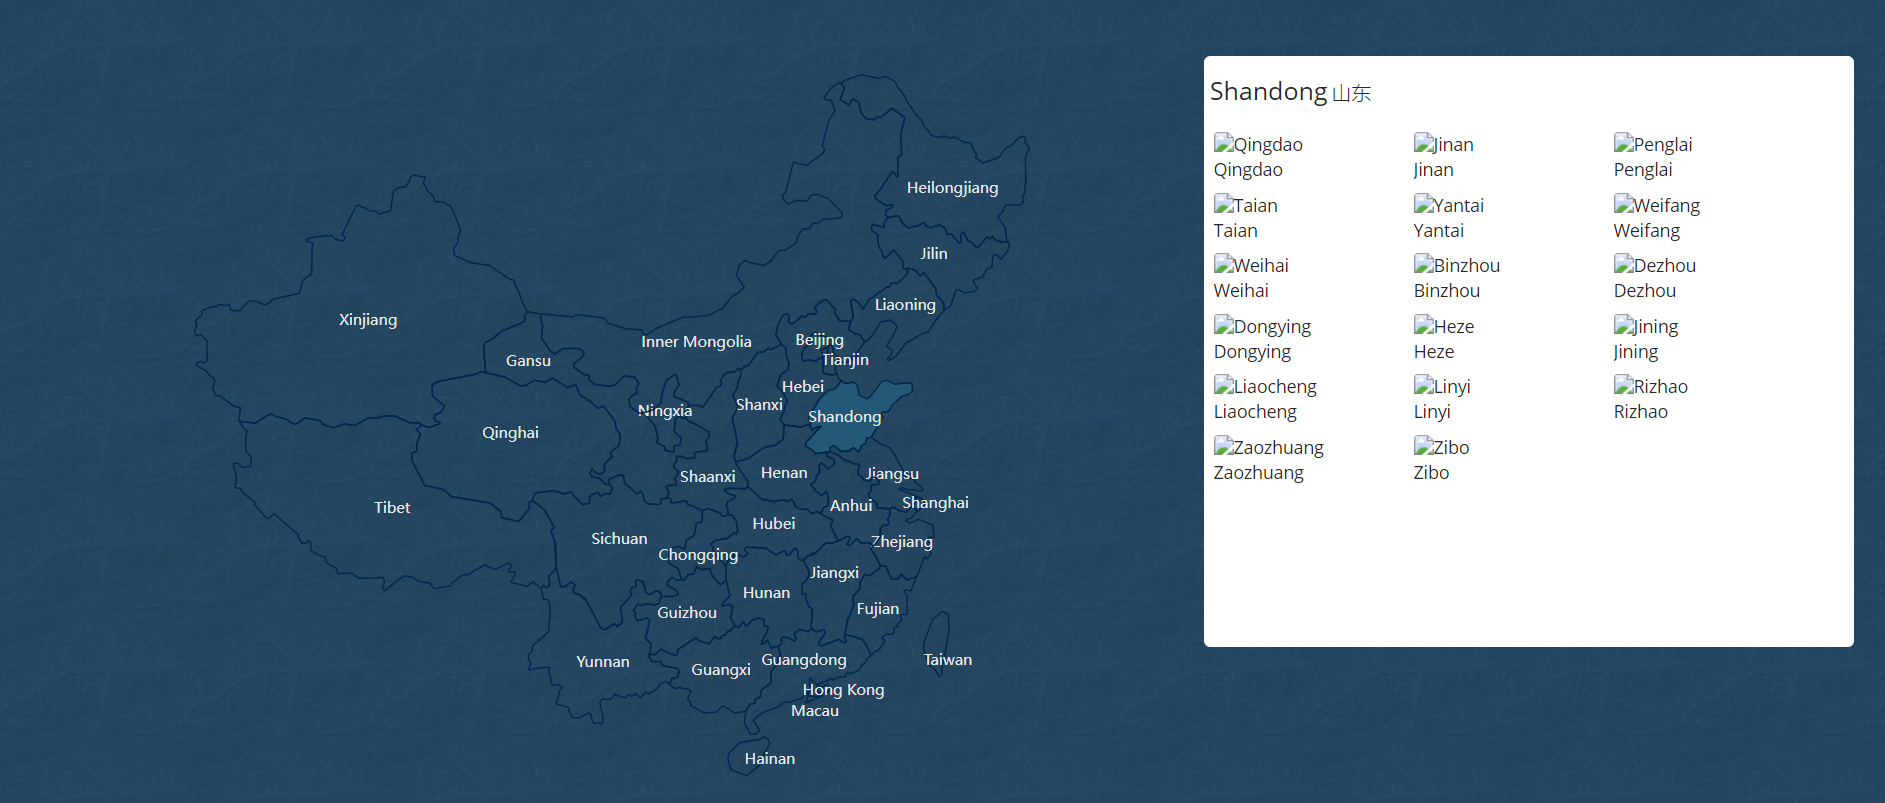 Heilongjiang
Jilin
Xinjiang
Liaoning
Inner Mongolia
Beijing
Gansu
Tianjin
Hebei
Shanxi
Ningxia
Shandong
Qinghai
Henan
Jiangsu
Shaanxi
Shanghai
Tibet
Anhui
Hubei
Sichuan
Zhejiang
Chongqing
Jiangxi
Hunan
Fujian
Guizhou
Yunnan
Guangdong
Taiwan
Guangxi
Hong Kong
Macau
Hainan
Shandong 山东
Qingdao Jinan Penglai
Qingdao Jinan Penglai
Taian Yantai Weifang
Taian Yantai Weifang
Weihai Binzhou Dezhou
Weihai Binzhou Dezhou
Dongying Heze Jining
Dongying Heze Jining
Liaocheng Linyi Rizhao
Liaocheng Linyi Rizhao
Zaozhuang Zibo
Zaozhuang Zibo